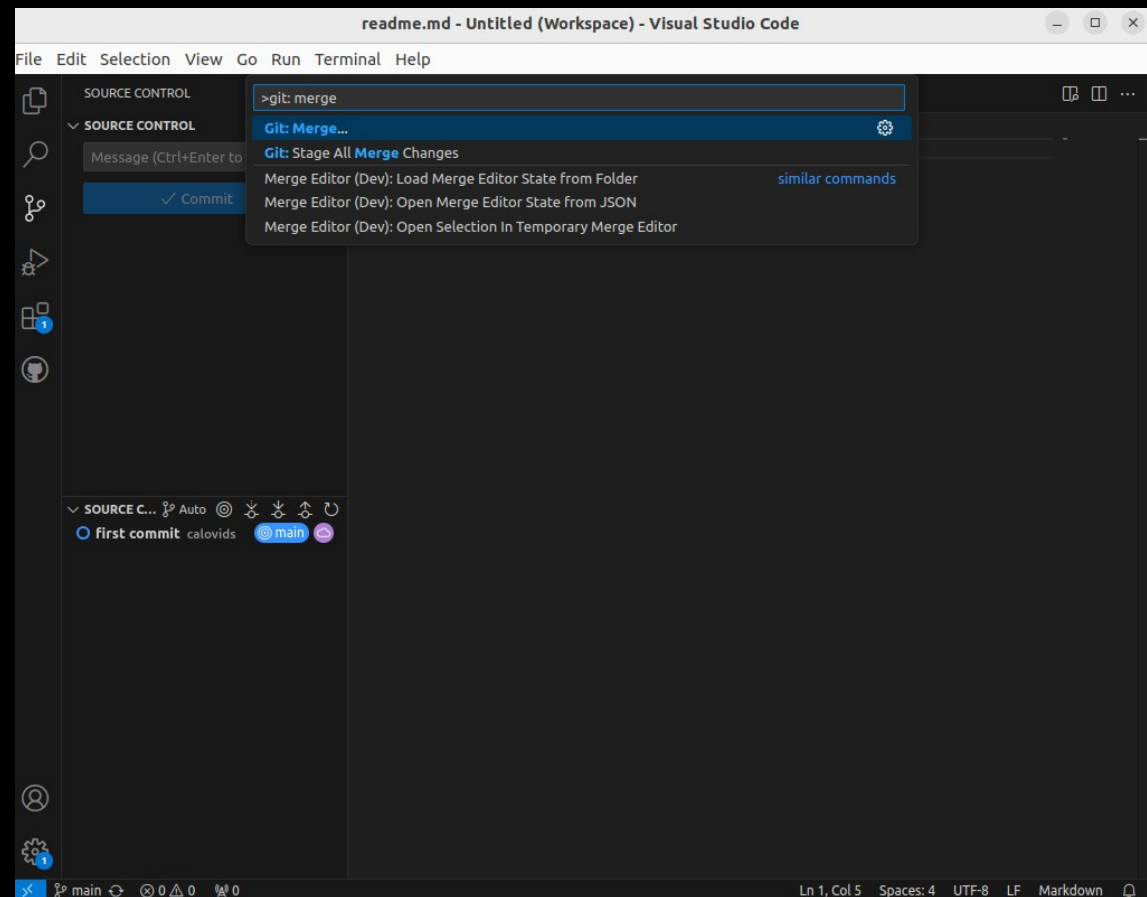 readme.md - Untitled (Workspace) - Visual Studio Code
File Edit Selection View Go Run Terminal Help
SOURCE CONTROL
>git: merge
SOURCE CONTROL
Git: Merge...
Message (Ctrl+Enter to
Git: Stage All Merge Changes
Merge Editor (Dev): Load Merge Editor State from Folder similar commands
Commit
Merge Editor (Dev): Open Merge Editor State from JSON
Merge Editor (Dev): Open Selection In Temporary Merge Editor
1
SOURCE C... Auto
first commit calovids main
1
main 0 0 0 Ln 1, Col 5 Spaces: 4 UTF-8 LF Markdown